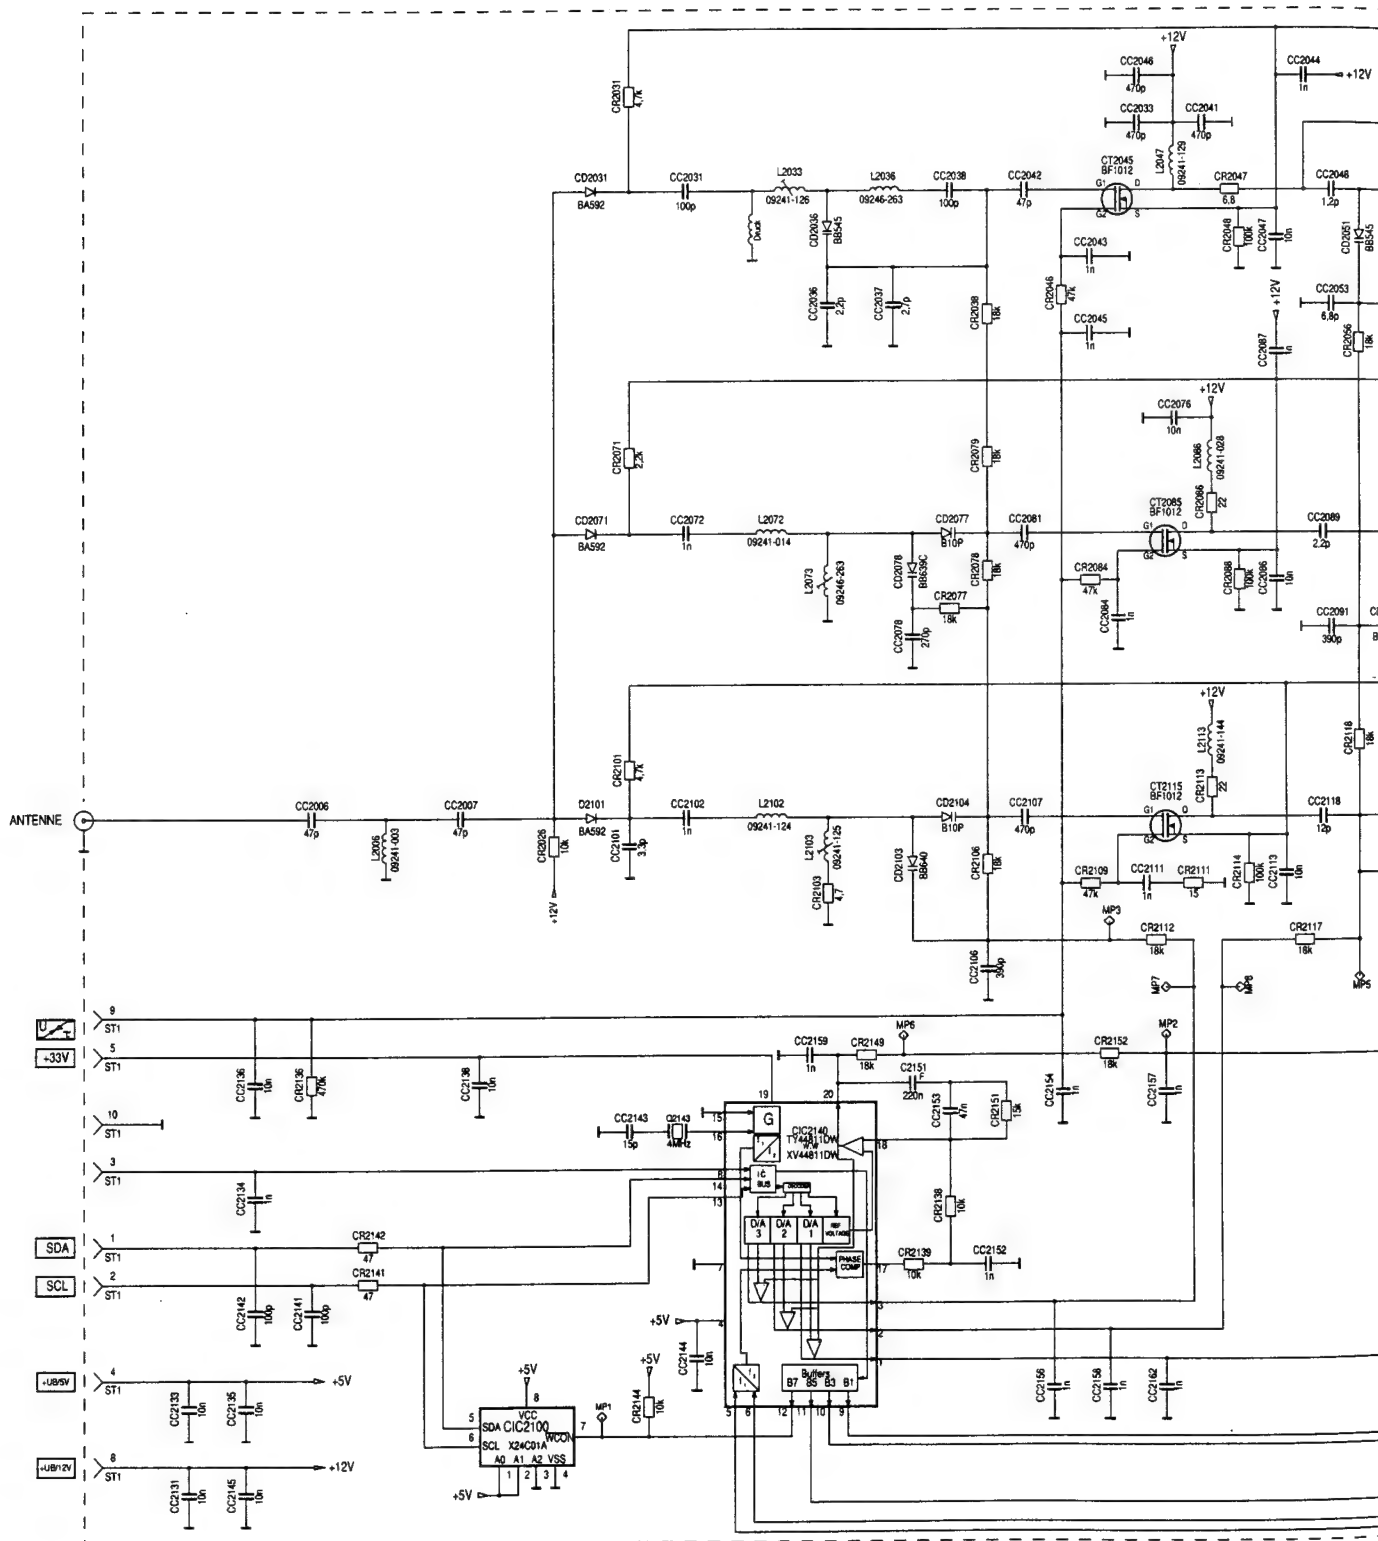 +12V
CC2046
470p
CC2044
1n
+12V
CR2031
4,7k
CC2033
470p
CC2041
470p
L2047
09241-129
CT2045
BF1012
CD2031
BA592
CC2031
100p
L2033
09241-126
L2036
09246-263
CC2038
100p
CC2042
47p
G1
D
G2
S
CR2047
6,8
CC2046
1,2p
Druck
CD2036
BB545
CR2048
100k
CC2047
10n
CD2051
BB545
CC2043
1n
CR2046
47k
CC2036
2,2p
CC2037
2,7p
CR2038
18k
CC2045
1n
+12V
CC2053
6,8p
CC2087
1n
CR2056
18k
+12V
CC2076
10n
CR2071
2,2k
CR2079
18k
L2086
09241-028
CR2086
22
CT2085
BF1012
CD2071
BA592
CC2072
1n
L2072
09241-014
CD2077
B10P
CC2081
470p
G1
D
G2
S
CC2089
2,2p
L2073
09246-263
CD2078
BB639C
CR2078
18k
CR2084
47k
CR2088
100k
CC2086
10n
CR2077
18k
CC2084
1n
CC2078
270p
CC2091
390p
+12V
L2113
09241-144
CR2118
18k
CR2101
4,7k
CR2113
22
CT2115
BF1012
ANTENNE
CC2006
47p
CC2007
47p
D2101
BA592
CC2102
1n
L2102
09241-124
CD2104
B10P
CC2107
470p
G1
D
G2
S
CC2118
12p
L2006
09241-003
CR2026
10k
CC2101
3,3p
L2103
09241-125
CD2103
BB640
CR2106
18k
CR2109
47k
CC2111
1n
CR2111
15
CR2114
100k
CC2113
10n
CR2103
4,7
+12V
MP3
CR2112
18k
CR2117
18k
CC2106
390p
MP7
MP8
MP5
9
ST1
+33V
5
ST1
MP6
MP2
CC2159
1n
CR2149
18k
CR2152
18k
CC2136
10n
CR2136
470k
CC2138
10n
C2151
F
220n
CC2153
47n
CR2151
15k
CC2154
1n
CC2157
1n
19
20
10
ST1
CC2143
15p
Q2143
4MHz
15
16
G
CIC2140
TY44811DW
W.W
XV44811DW
18
3
ST1
CC2134
1n
8
14
13
BUS
CR2138
10k
D/A
3
D/A
2
D/A
1
REF
VOLTAGE
SDA
1
ST1
CR2142
47
SCL
2
ST1
CR2141
47
7
PHASE
COMP
17
CR2139
10k
CC2152
1n
CC2142
100p
CC2141
100p
+5V
4
3
2
1
CC2144
10n
+UB/5V
4
ST1
+5V
CC2133
10n
CC2135
10n
+5V
8
VCC
5
SDA
CIC2100
6
SCL
X24C01A
WCON
7
A0
A1
A2
VSS
1
2
3
4
+5V
MP1
+5V
CR2144
10k
Buffers
B7
B5
B3
B1
5
6
12
11
10
9
CC2156
1n
CC2158
1n
CC2162
1n
+UB/12V
8
ST1
+12V
CC2131
10n
CC2145
10n